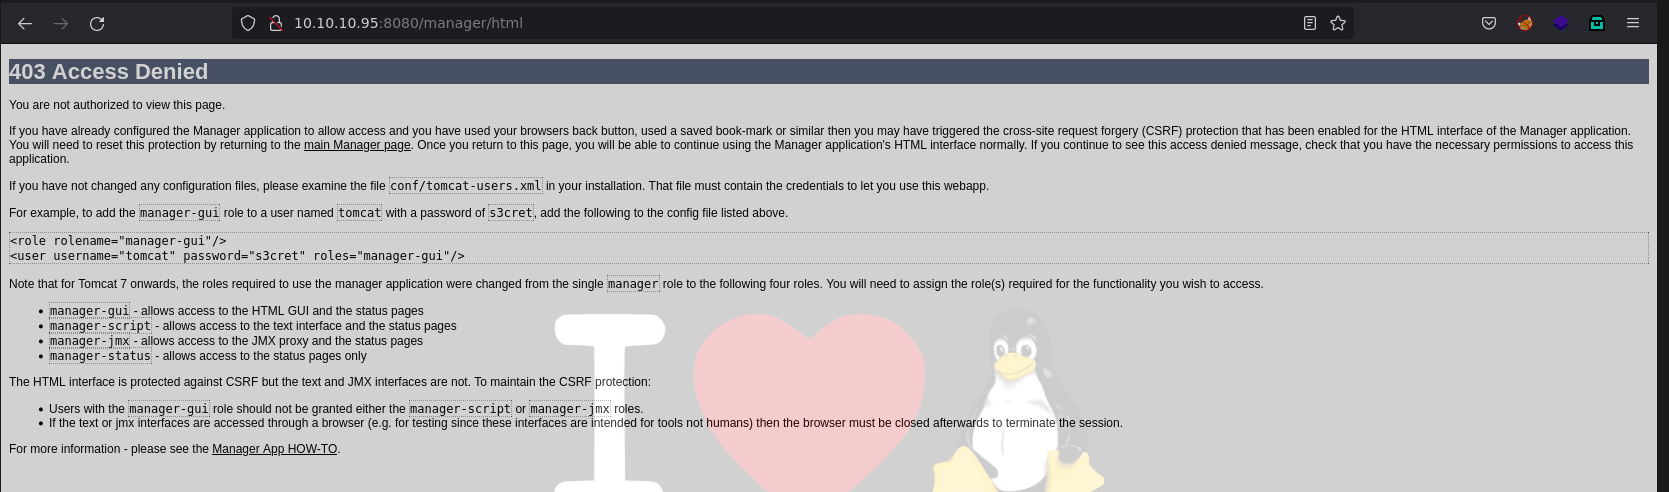 10.10.10.95:8080/manager/html
403 Access Denied
You are not authorized to view this page.
If you have already configured the Manager application to allow access and you have used your browsers back button, used a saved book-mark or similar then you may have triggered the cross-site request forgery (CSRF) protection that has been enabled for the HTML interface of the Manager application.
You will need to reset this protection by returning to the main Manager page. Once you return to this page, you will be able to continue using the Manager application's HTML interface normally. If you continue to see this access denied message, check that you have the necessary permissions to access this
application.
If you have not changed any configuration files, please examine the file conf/tomcat-users.xml in your installation. That file must contain the credentials to let you use this webapp.
For example, to add the manager-gui role to a user named tomcat with a password of s3cret, add the following to the config file listed above.
<role rolename="manager-gui"/>
<user username="tomcat" password="s3cret" roles="manager-gui"/>
Note that for Tomcat 7 onwards, the roles required to use the manager application were changed from the single manager role to the following four roles. You will need to assign the role(s) required for the functionality you wish to access.
• manager-gui - allows access to the HTML GUI and the status pages
• manager-script - allows access to the text interface and the status pages
• manager-jmx - allows access to the JMX proxy and the status pages
• manager-status - allows access to the status pages only
The HTML interface is protected against CSRF but the text and JMX interfaces are not. To maintain the CSRF protection:
• Users with the manager-gui role should not be granted either the manager-script or manager-jmx roles.
• If the text or jmx interfaces are accessed through a browser (e.g. for testing since these interfaces are intended for tools not humans) then the browser must be closed afterwards to terminate the session.
For more information - please see the Manager App HOW-TO.
I